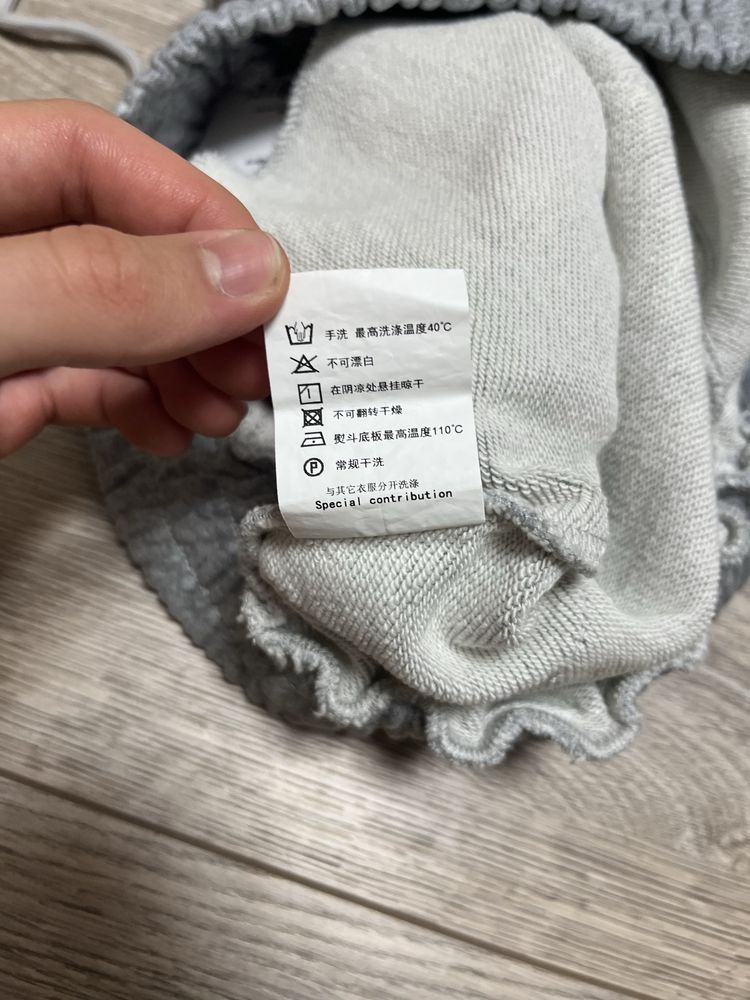 手洗 最高洗涤温度40℃
不可漂白
在阴凉处悬挂晾干
不可翻转干燥
熨斗底板最高温度110℃
P 常规干洗
与其它衣服分开洗涤
Special contribution